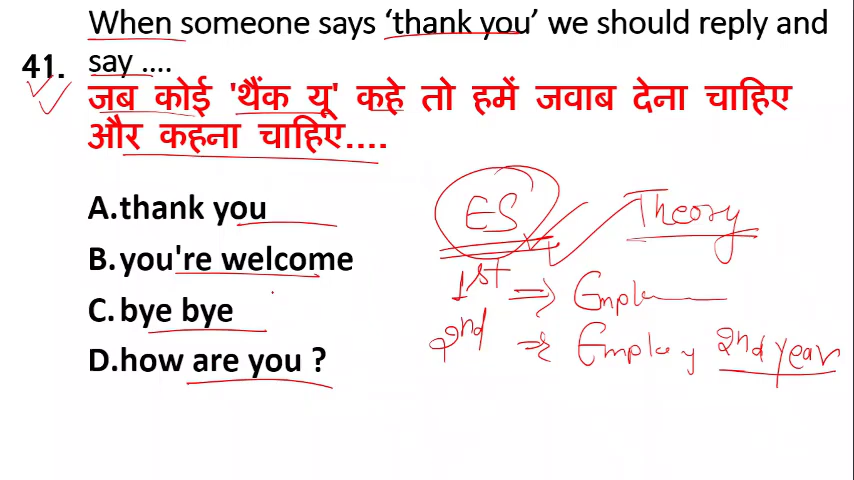 When someone says ‘thank you’ we should reply and
41. say ....
जब कोई 'थैंक यू' कहे तो हमें जवाब देना चाहिए
और कहना चाहिए....
A.thank you
B.you're welcome
C.bye bye
D.how are you ?
ES Theory
1st ⇒
2nd ⇒ Employ 2nd year